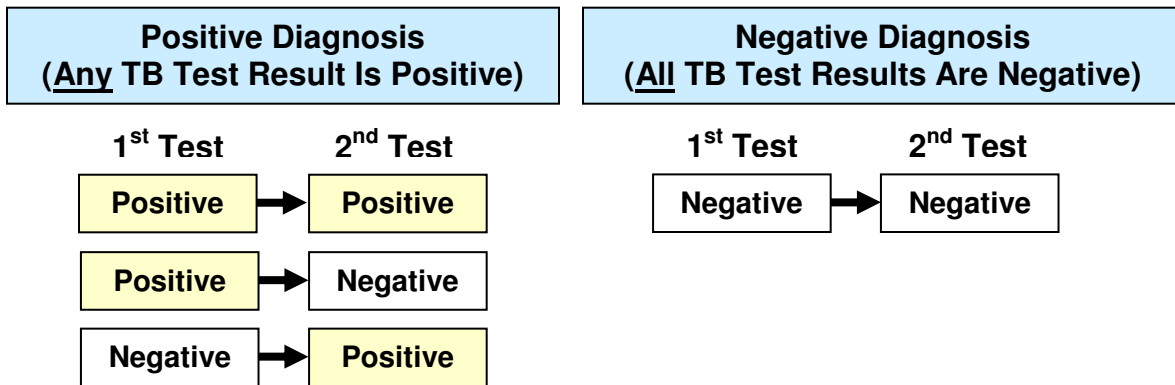 Positive Diagnosis
(Any TB Test Result Is Positive)
1st Test 2nd Test
Positive Positive
Positive Negative
Negative Positive
Negative Diagnosis
(All TB Test Results Are Negative)
1st Test 2nd Test
Negative Negative